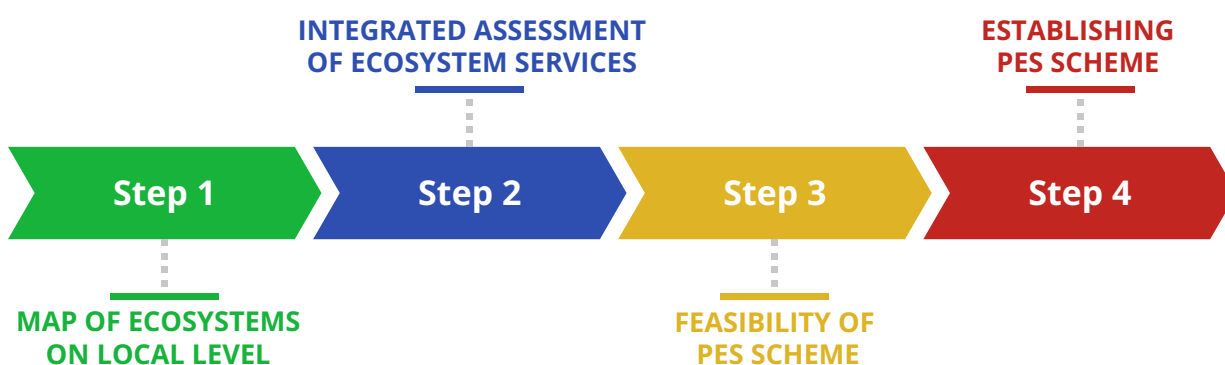 INTEGRATED ASSESSMENT
OF ECOSYSTEM SERVICES
ESTABLISHING
PES SCHEME
Step 1
Step 2
Step 3
Step 4
MAP OF ECOSYSTEMS
ON LOCAL LEVEL
FEASIBILITY OF
PES SCHEME